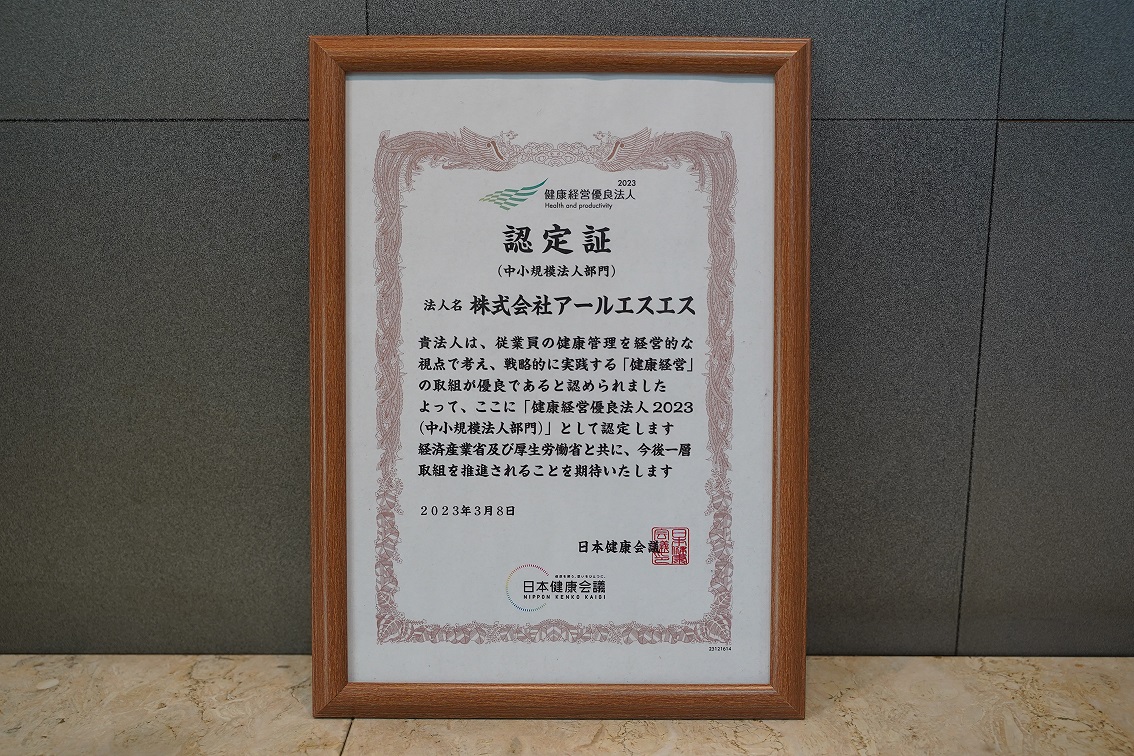 2023
健康経営優良法人
Health and productivity
認定証
(中小規模法人部門)
法人名 株式会社アールエスエス
貴法人は、従業員の健康管理を経営的な
視点で考え、戦略的に実践する「健康経営」
の取組が優良であると認められました
よって、ここに「健康経営優良法人2023
(中小規模法人部門)」として認定します
経済産業省及び厚生労働省と共に、今後一層
取組を推進されることを期待いたします
2023年3月8日
日本健康会議
日本健康会議
NIPPON KENKO KAIGI
23121614